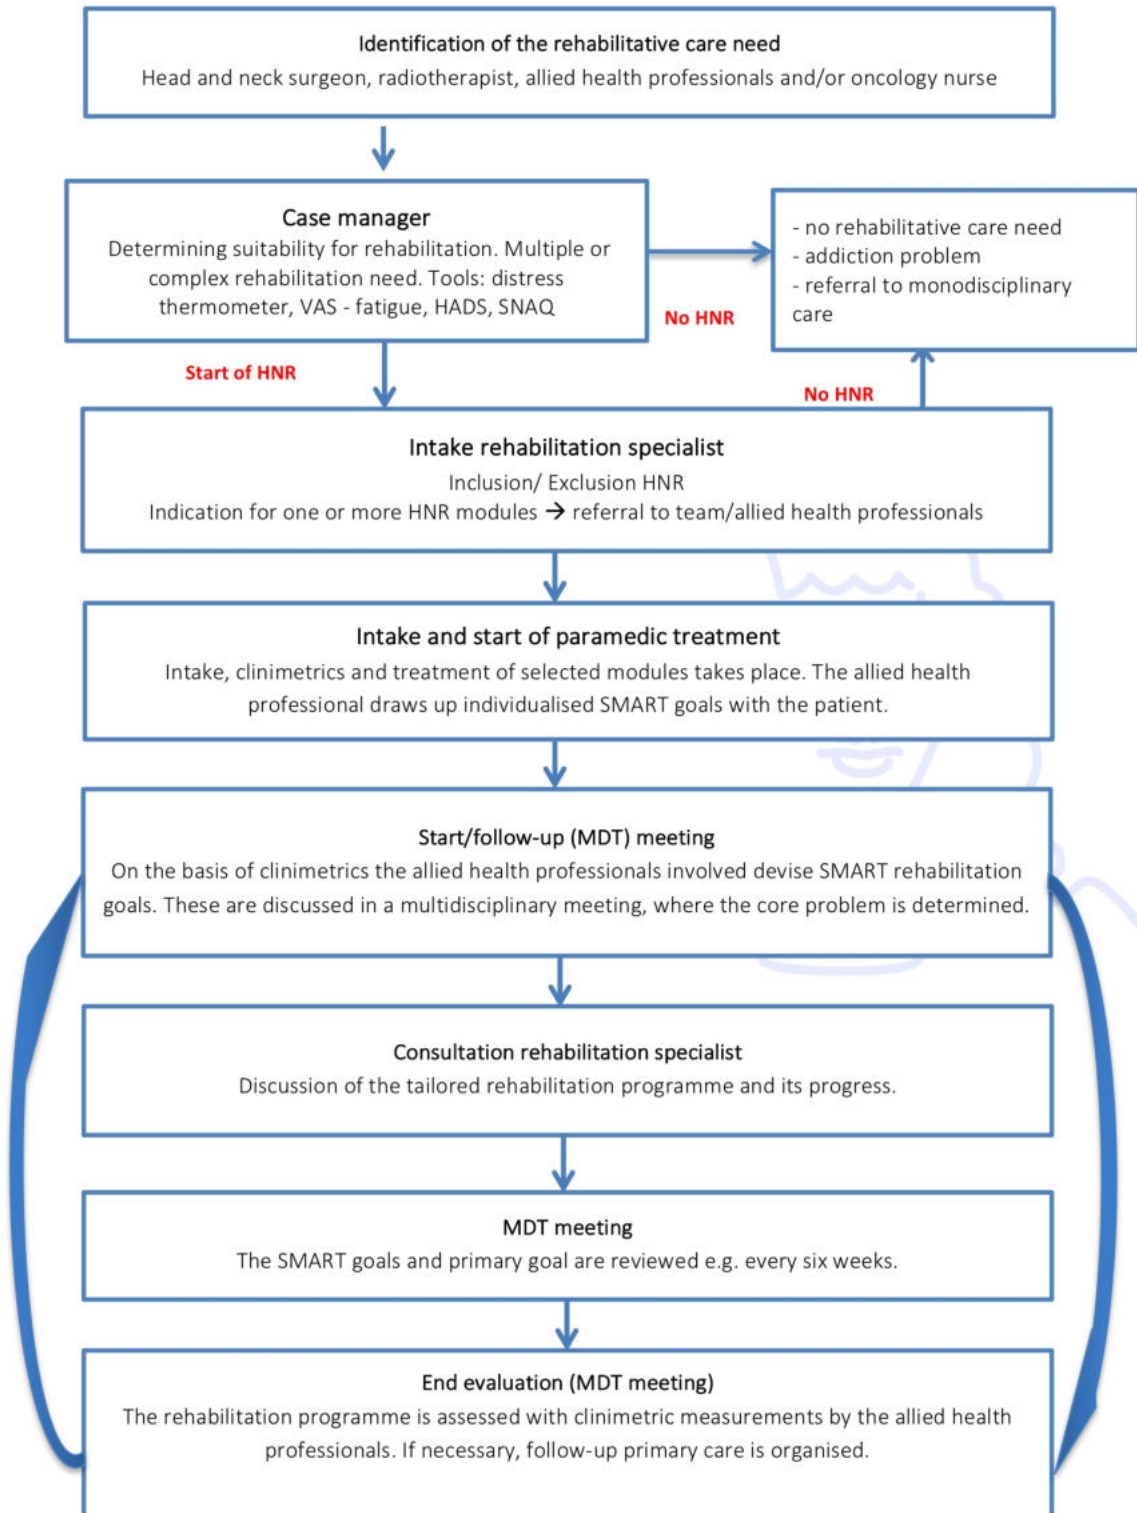 Identification of the rehabilitative care need
Head and neck surgeon, radiotherapist, allied health professionals and/or oncology nurse
Case manager
Determining suitability for rehabilitation. Multiple or
complex rehabilitation need. Tools: distress
thermometer, VAS - fatigue, HADS, SNAQ
- no rehabilitative care need
- addiction problem
- referral to monodisciplinary
care
No HNR
Start of HNR
No HNR
Intake rehabilitation specialist
Inclusion/ Exclusion HNR
Indication for one or more HNR modules → referral to team/allied health professionals
Intake and start of paramedic treatment
Intake, clinimetrics and treatment of selected modules takes place. The allied health
professional draws up individualised SMART goals with the patient.
Start/follow-up (MDT) meeting
On the basis of clinimetrics the allied health professionals involved devise SMART rehabilitation
goals. These are discussed in a multidisciplinary meeting, where the core problem is determined.
Consultation rehabilitation specialist
Discussion of the tailored rehabilitation programme and its progress.
MDT meeting
The SMART goals and primary goal are reviewed e.g. every six weeks.
End evaluation (MDT meeting)
The rehabilitation programme is assessed with clinimetric measurements by the allied health
professionals. If necessary, follow-up primary care is organised.